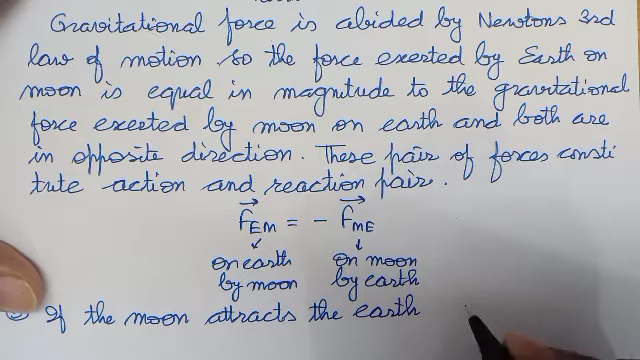 Gravitational force is abided by Newtons 3rd
law of motion so the force exerted by Earth on
moon is equal in magnitude to the gravitational
force exerted by moon on earth and both are
in opposite direction. These pair of forces consti
tute action and reaction pair.
F→EM = - F→ME
on earth on moon
by moon by earth
If the moon attracts the earth